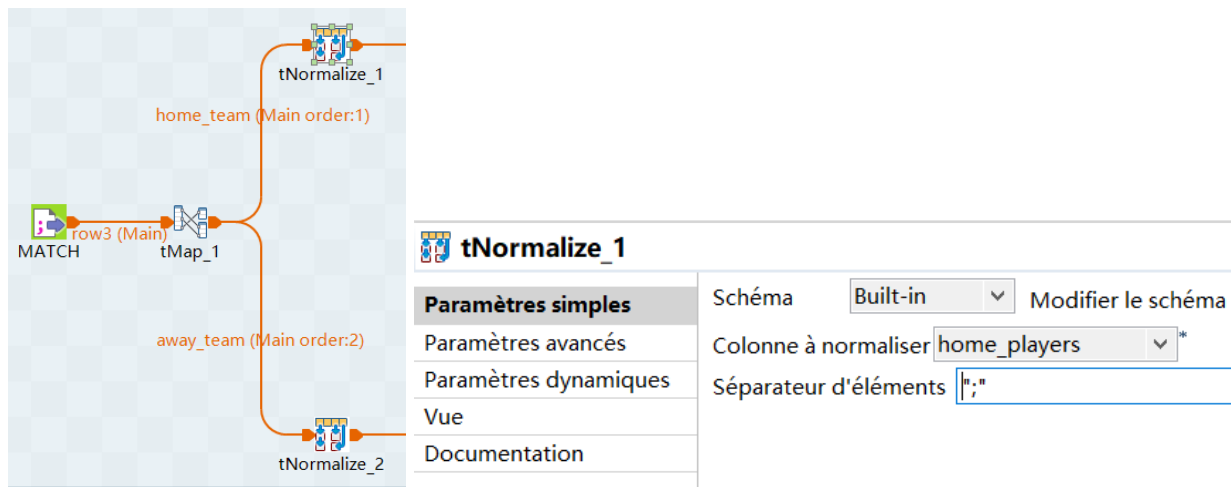 tNormalize_1
home_team (Main order:1)
row3 (Main)
MATCH
tMap_1
away_team (Main order:2)
tNormalize_2
tNormalize_1
Paramètres simples
Paramètres avancés
Paramètres dynamiques
Vue
Documentation
Schéma Built-in Modifier le schéma
Colonne à normaliser home_players *
Séparateur d'éléments ";"